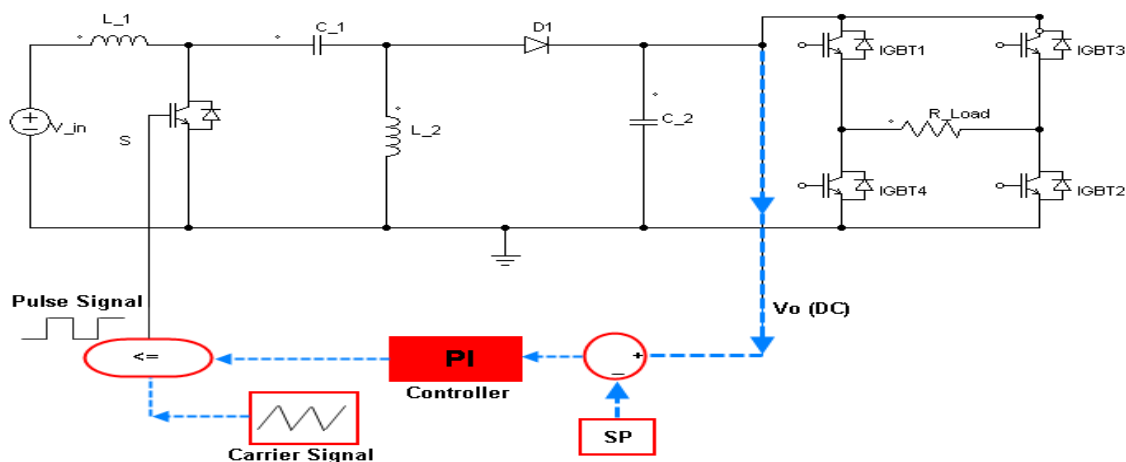 L_1
C_1
D1
IGBT1
IGBT3
V_in
S
L_2
C_2
R_Load
IGBT4
IGBT2
Pulse Signal
Vo (DC)
<=
PI
+
−
Controller
SP
Carrier Signal